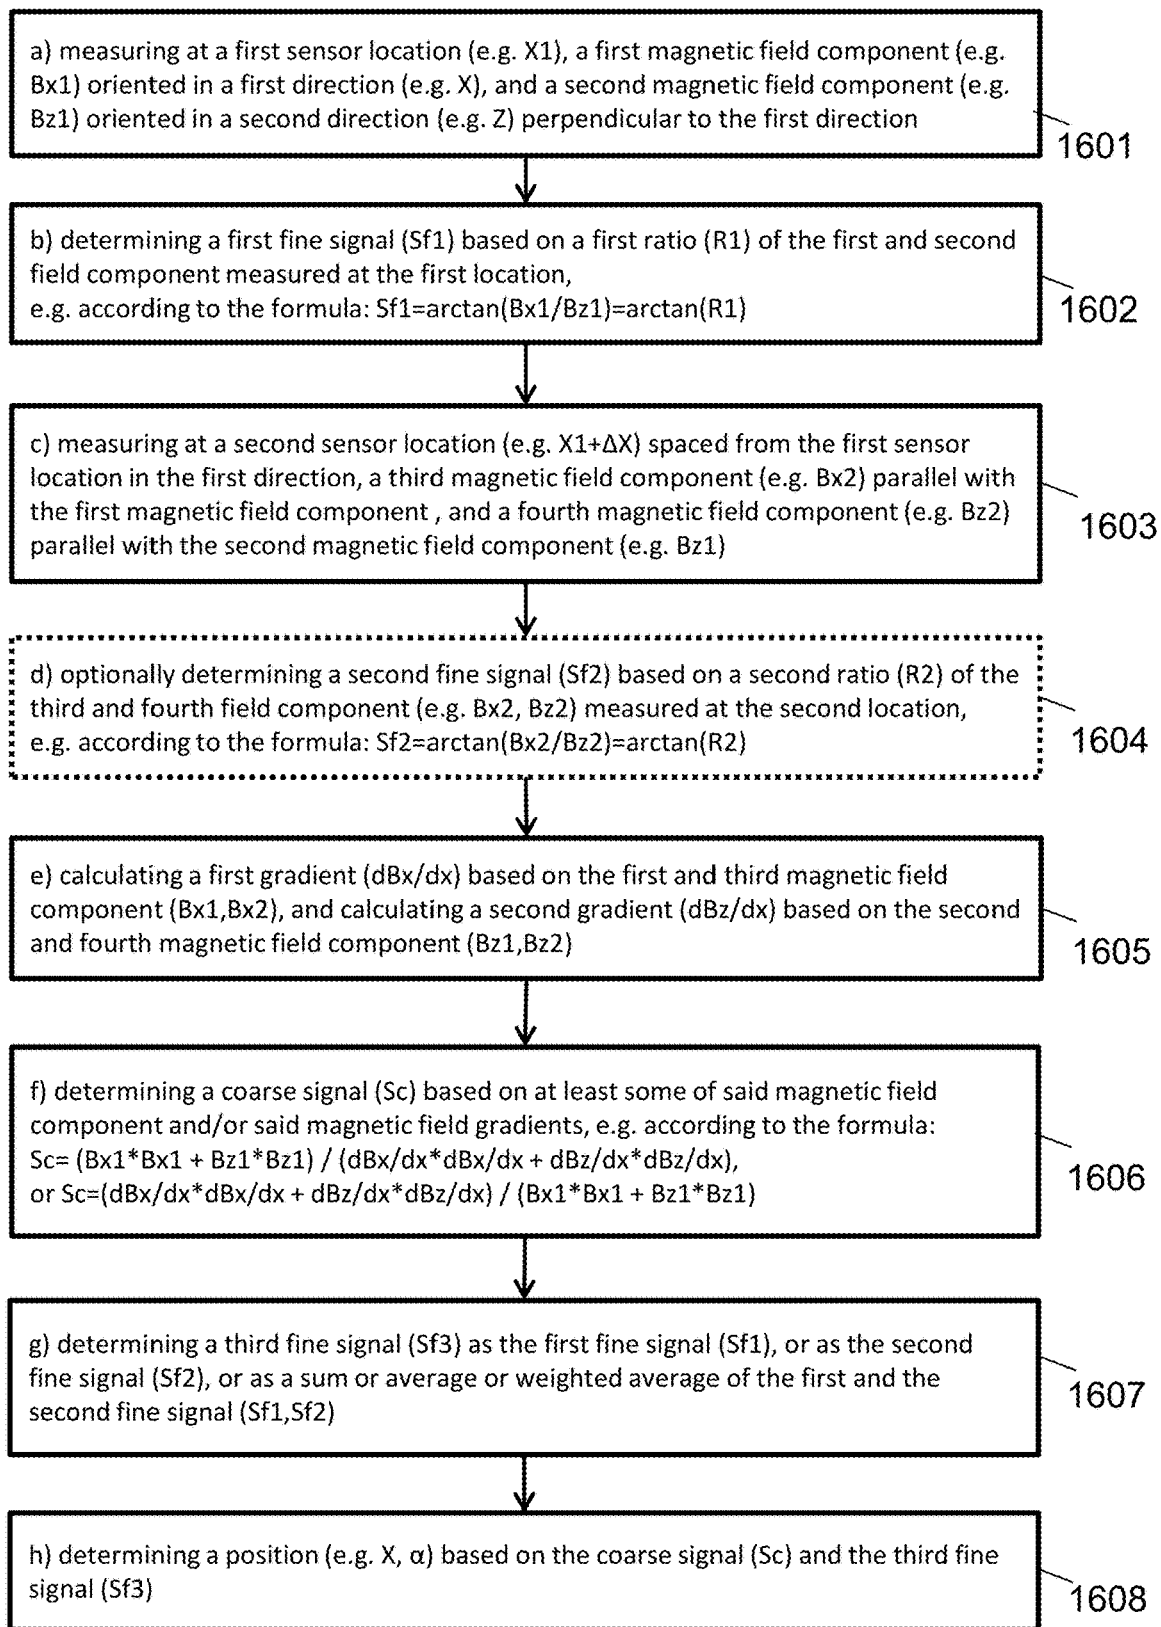 a) measuring at a first sensor location (e.g. X1), a first magnetic field component (e.g.
Bx1) oriented in a first direction (e.g. X), and a second magnetic field component (e.g.
Bz1) oriented in a second direction (e.g. Z) perpendicular to the first direction
1601
b) determining a first fine signal (Sf1) based on a first ratio (R1) of the first and second
field component measured at the first location,
e.g. according to the formula: Sf1=arctan(Bx1/Bz1)=arctan(R1)
1602
c) measuring at a second sensor location (e.g. X1+ΔX) spaced from the first sensor
location in the first direction, a third magnetic field component (e.g. Bx2) parallel with
the first magnetic field component , and a fourth magnetic field component (e.g. Bz2)
parallel with the second magnetic field component (e.g. Bz1)
1603
d) optionally determining a second fine signal (Sf2) based on a second ratio (R2) of the
third and fourth field component (e.g. Bx2, Bz2) measured at the second location,
e.g. according to the formula: Sf2=arctan(Bx2/Bz2)=arctan(R2)
1604
e) calculating a first gradient (dBx/dx) based on the first and third magnetic field
component (Bx1,Bx2), and calculating a second gradient (dBz/dx) based on the second
and fourth magnetic field component (Bz1,Bz2)
1605
f) determining a coarse signal (Sc) based on at least some of said magnetic field
component and/or said magnetic field gradients, e.g. according to the formula:
Sc= (Bx1*Bx1 + Bz1*Bz1) / (dBx/dx*dBx/dx + dBz/dx*dBz/dx),
or Sc=(dBx/dx*dBx/dx + dBz/dx*dBz/dx) / (Bx1*Bx1 + Bz1*Bz1)
1606
g) determining a third fine signal (Sf3) as the first fine signal (Sf1), or as the second
fine signal (Sf2), or as a sum or average or weighted average of the first and the
second fine signal (Sf1,Sf2)
1607
h) determining a position (e.g. X, α) based on the coarse signal (Sc) and the third fine
signal (Sf3)
1608